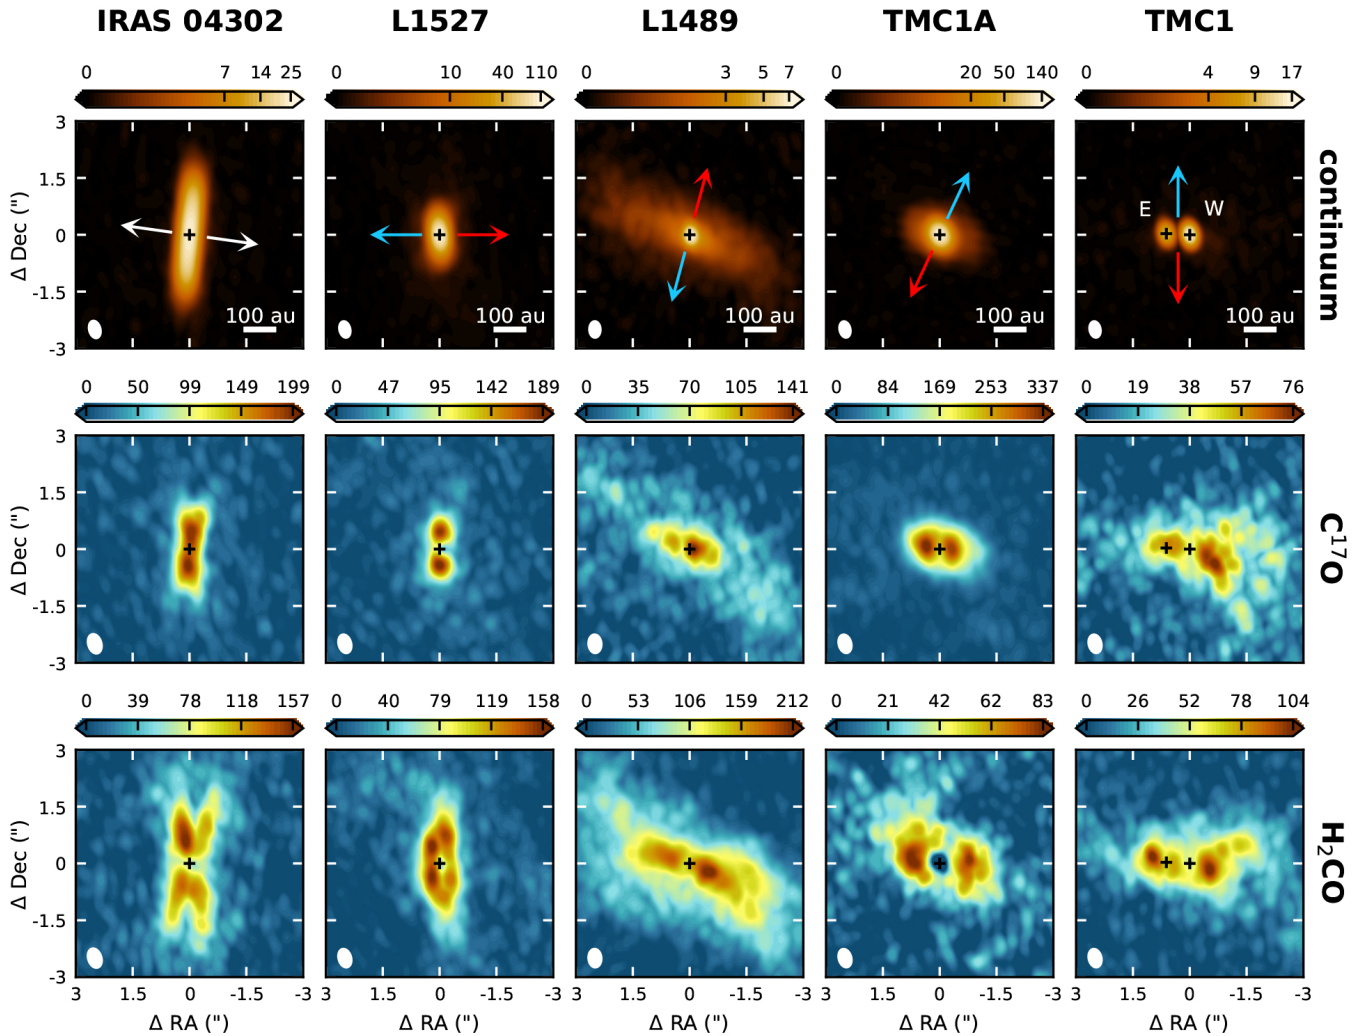 IRAS 04302 L1527 L1489 TMC1A TMC1
0 7 14 25 0 10 40 110 0 3 5 7 0 20 50 140 0 4 9 17
3
1.5
0
-1.5
-3
Δ Dec (")
100 au 100 au 100 au 100 au E W 100 au
continuum
0 50 99 149 199 0 47 95 142 189 0 35 70 105 141 0 84 169 253 337 0 19 38 57 76
3
1.5
0
-1.5
-3
Δ Dec (")
C¹⁷O
0 39 78 118 157 0 40 79 119 158 0 53 106 159 212 0 21 42 62 83 0 26 52 78 104
3
1.5
0
-1.5
-3
Δ Dec (")
H₂CO
3 1.5 0 -1.5 -3 1.5 0 -1.5 -3 1.5 0 -1.5 -3 1.5 0 -1.5 3 1.5 0 -1.5 -3
Δ RA (") Δ RA (") Δ RA (") Δ RA (") Δ RA (")